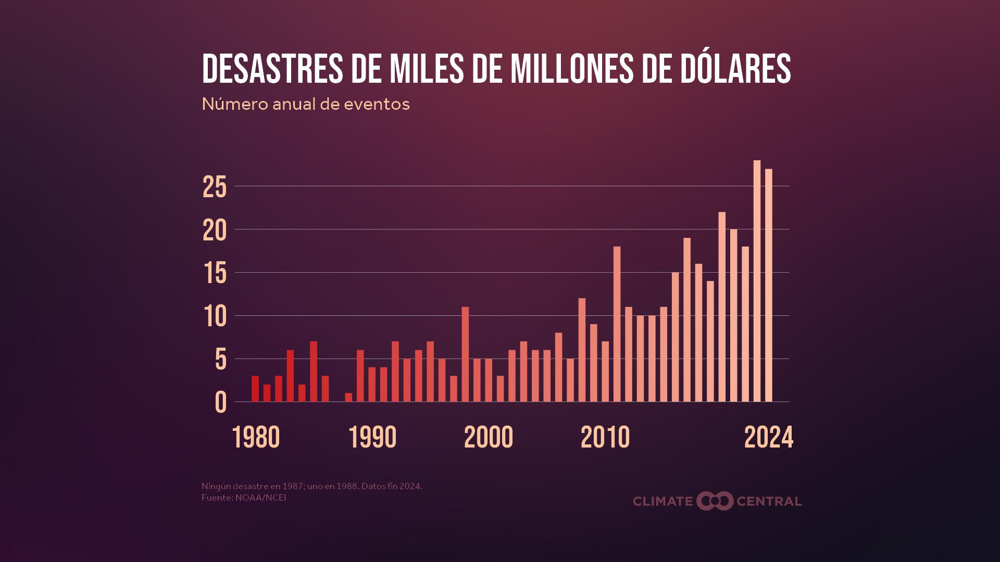 DESASTRES DE MILES DE MILLONES DE DÓLARES
Número anual de eventos
25
20
15
10
5
0
1980 1990 2000 2010 2024
Ningún desastre en 1987; uno en 1988. Datos fin 2024.
Fuente: NOAA/NCEI
CLIMATE CENTRAL